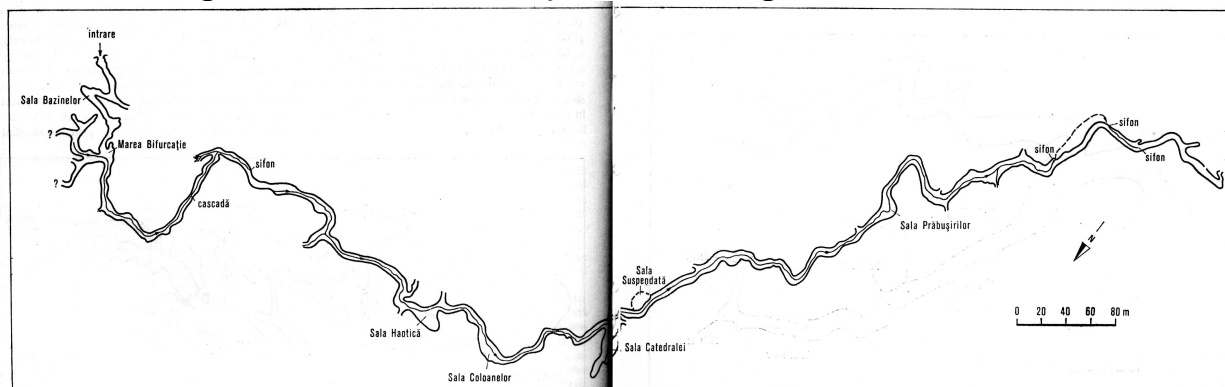 intrare
Sala Bazinelor
?
Marea Bifurcație
?
cascadă
sifon
Sala Haotică
Sala Coloanelor
Sala Catedralei
Sala
Suspendată
Sala Prăbușirilor
sifon
sifon
sifon
N
0 20 40 60 80 m